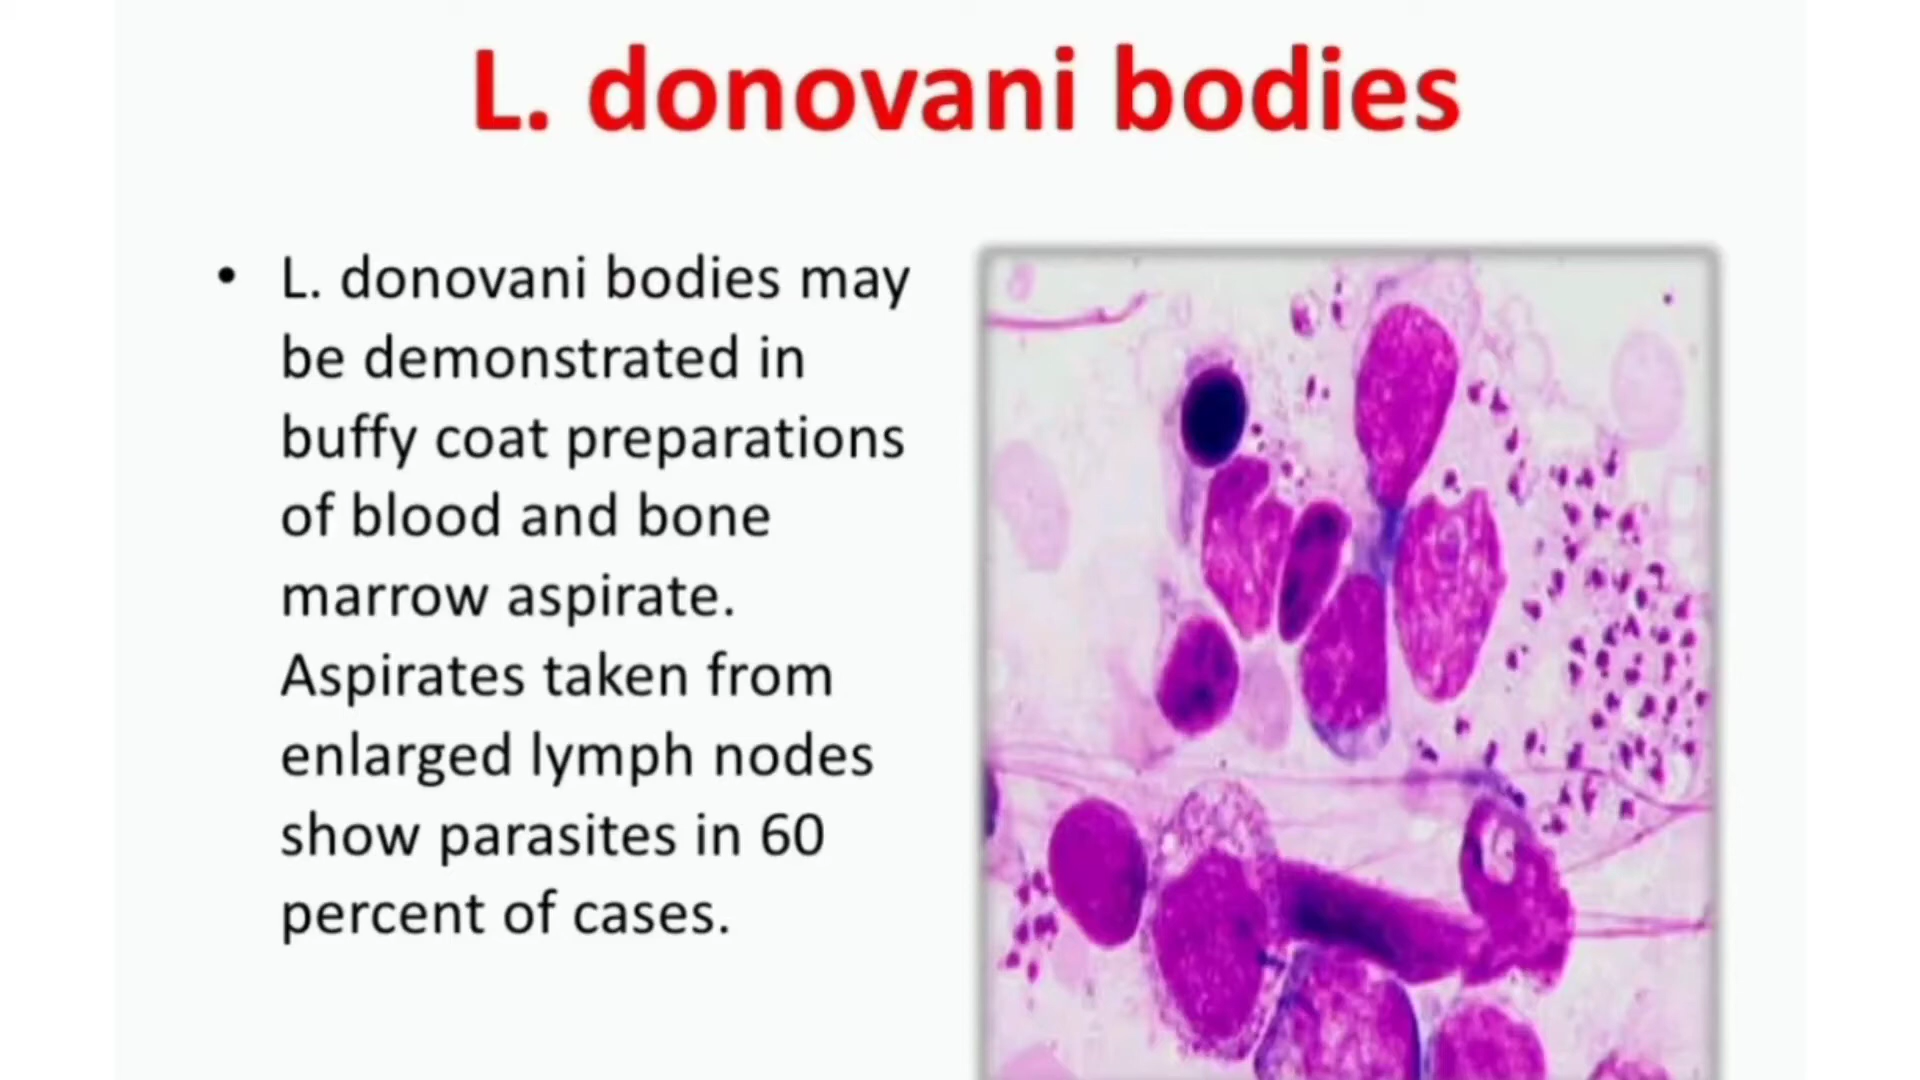 L. donovani bodies
• L. donovani bodies may
be demonstrated in
buffy coat preparations
of blood and bone
marrow aspirate.
Aspirates taken from
enlarged lymph nodes
show parasites in 60
percent of cases.